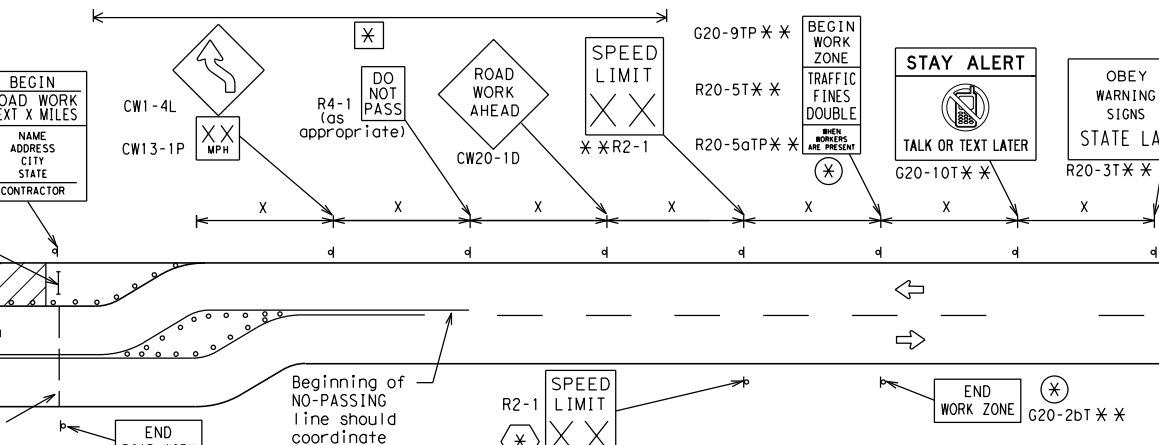 BEGIN
ROAD WORK
NEXT X MILES
NAME
ADDRESS
CITY
STATE
CONTRACTOR
CW1-4L
CW13-1P
XX
MPH
*
R4-1
(as
appropriate)
DO
NOT
PASS
ROAD
WORK
AHEAD
CW20-1D
SPEED
LIMIT
X X
**R2-1
G20-9TP**
R20-5T**
R20-5aTP**
BEGIN
WORK
ZONE
TRAFFIC
FINES
DOUBLE
WHEN
WORKERS
ARE PRESENT
*
STAY ALERT
TALK OR TEXT LATER
G20-10T**
OBEY
WARNING
SIGNS
STATE LA
R20-3T**
X X X X X X X
Beginning of
NO-PASSING
line should
coordinate
R2-1
*
SPEED
LIMIT
X X
END
WORK ZONE
*
G20-2bT**
END